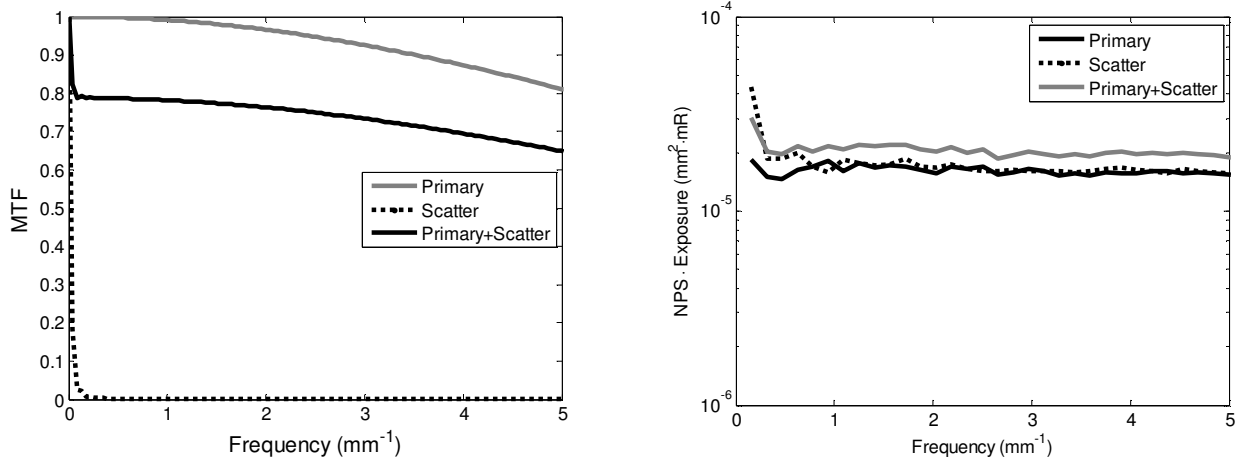 1
0.9
0.8
0.7
0.6
0.5
0.4
0.3
0.2
0.1
0
MTF
Primary
Scatter
Primary+Scatter
0 1 2 3 4 5
Frequency (mm⁻¹)
10⁻⁴
10⁻⁵
10⁻⁶
NPS · Exposure (mm²·mR)
Primary
Scatter
Primary+Scatter
0 1 2 3 4 5
Frequency (mm⁻¹)